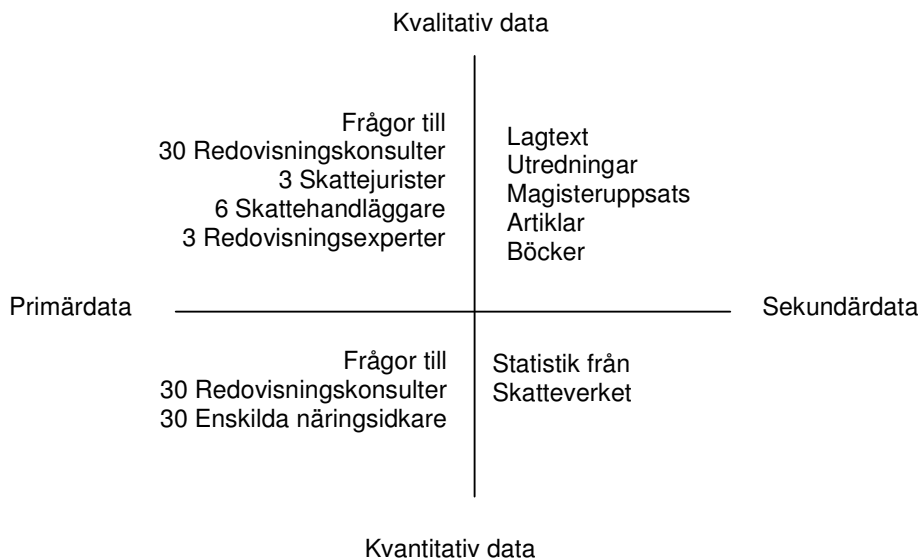 Kvalitativ data
Frågor till
30 Redovisningskonsulter
3 Skattejurister
6 Skattehandläggare
3 Redovisningsexperter
Lagtext
Utredningar
Magisteruppsats
Artiklar
Böcker
Primärdata
Sekundärdata
Frågor till
30 Redovisningskonsulter
30 Enskilda näringsidkare
Statistik från
Skatteverket
Kvantitativ data